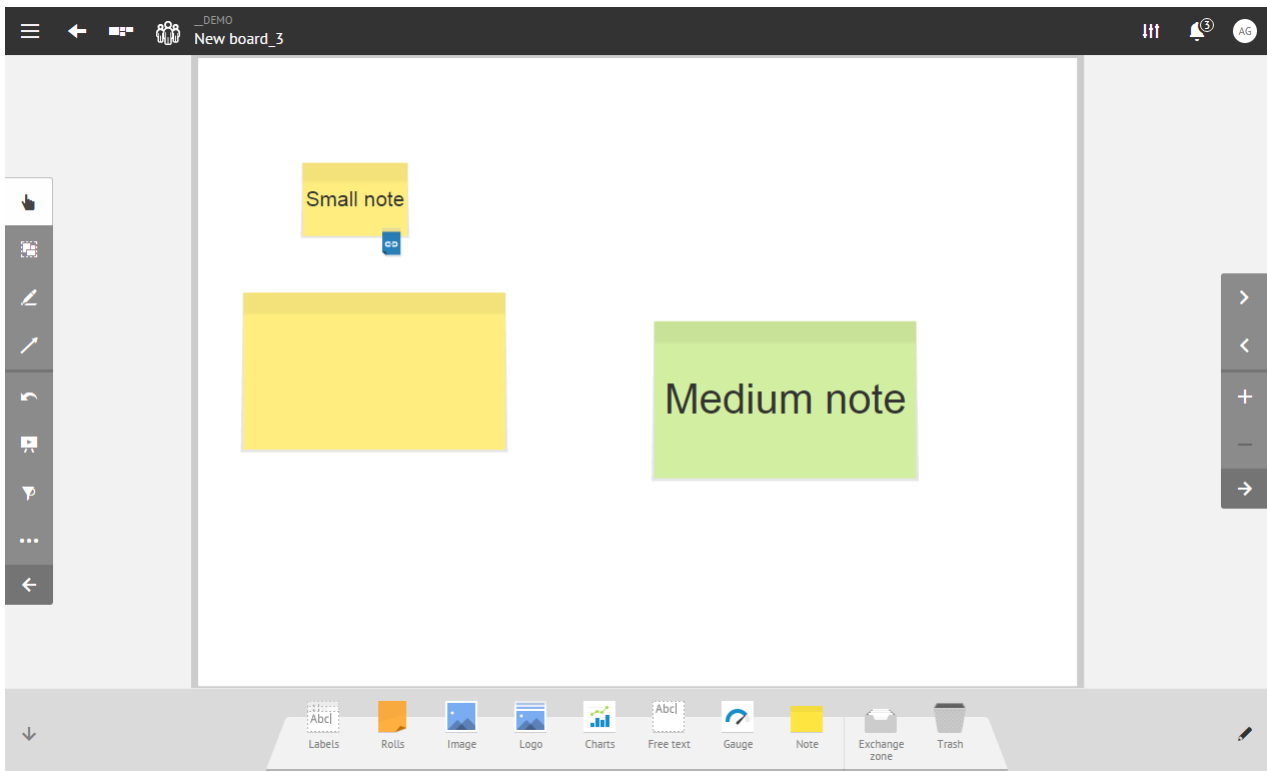 __DEMO
New board_3
3
AG
Small note
Medium note
Abc
Labels
Rolls
Image
Logo
Charts
Abc
Free text
Gauge
Note
Exchange
zone
Trash